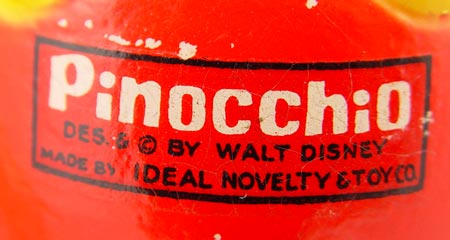 Pinocchio
DES. & © BY WALT DISNEY
MADE BY IDEAL NOVELTY & TOY CO.